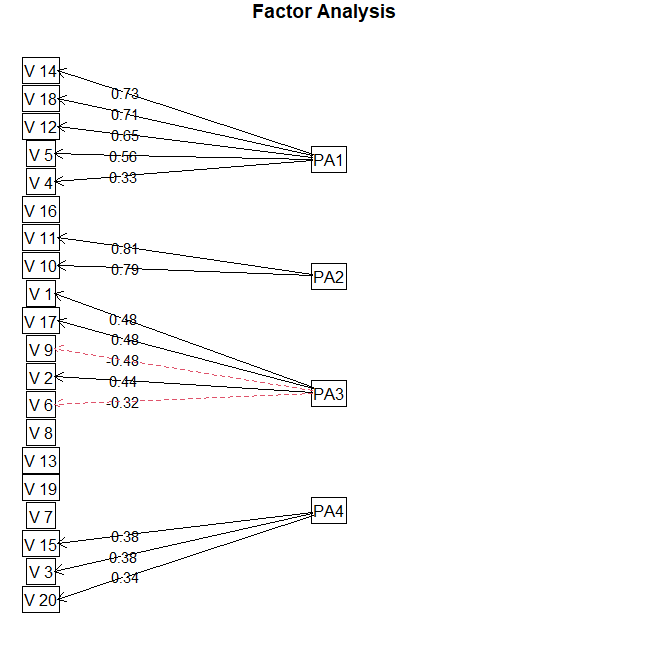 Factor Analysis
V 14
V 18
V 12
V 5
V 4
V 16
V 11
V 10
V 1
V 17
V 9
V 2
V 6
V 8
V 13
V 19
V 7
V 15
V 3
V 20
0.73
0.71
0.65
0.56
0.33
0.81
0.79
0.48
0.48
-0.48
0.44
-0.32
0.38
0.38
0.34
PA1
PA2
PA3
PA4